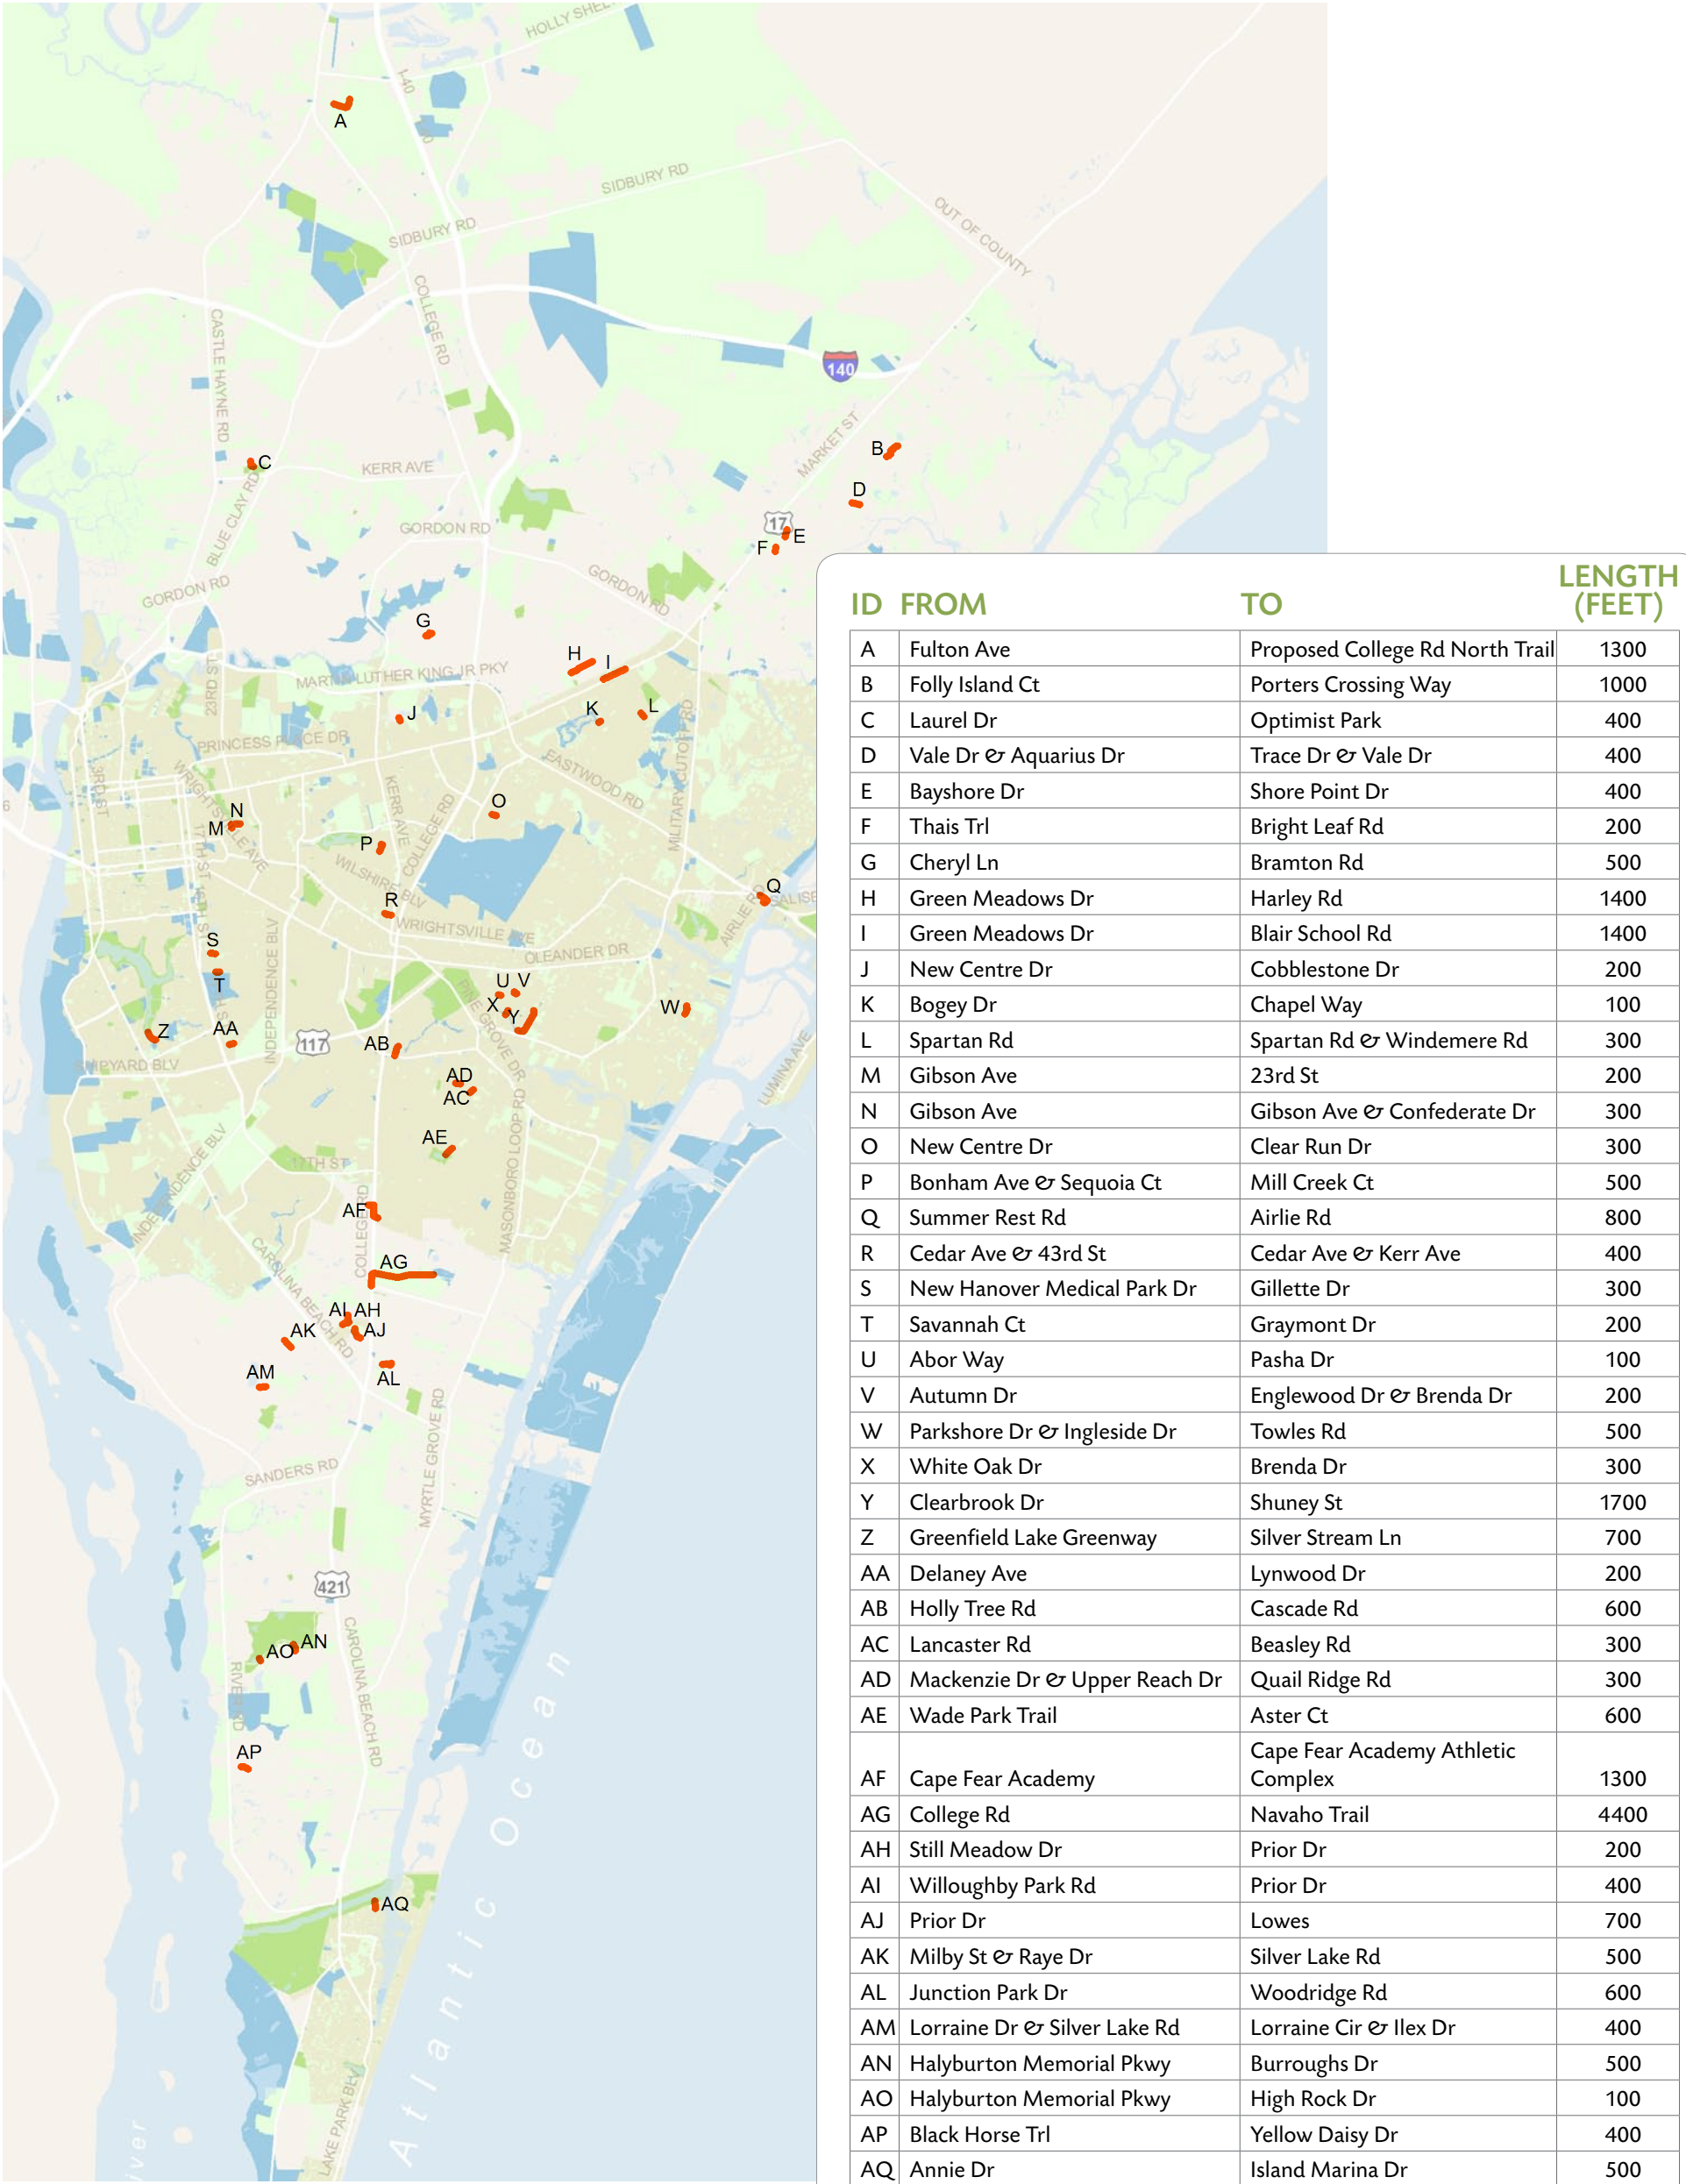 HOLLY SHEL
I-40
I-40
A
SIDBURY RD
SIDBURY RD
OUT OF COUNTY
COLLEGE RD
CASTLE HAYNE RD
140
MARKET ST
B
C
KERR AVE
D
BLUE CLAY RD
GORDON RD
17
E
F
GORDON RD
GORDON RD
G
H
I
MARTIN LUTHER KING JR PKY
23RD ST
K
L
J
PRINCESS PLACE DR
MILITARY CUTOFF RD
EASTWOOD RD
3RD ST
WRIGHTSVILLE AVE
KERR AVE
COLLEGE RD
O
N
M
17TH ST
16TH ST
P
WILSHIRE BLV
6
Q
SALISB
AIRLIE RD
R
WRIGHTSVILLE AVE
OLEANDER DR
INDEPENDENCE BLV
S
T
U V
X
Y
PINE GROVE DR
W
Z
AA
117
AB
SHIPYARD BLV
LUMINA AVE
AD
AC
AE
MASONBORO LOOP RD
INDEPENDENCE BLV
17TH ST
AF
COLLEGE RD
AG
CAROLINA BEACH RD
AI AH
AK
AJ
AM
AL
MYRTLE GROVE RD
SANDERS RD
421
AN
AO
CAROLINA BEACH RD
RIVER RD
AP
AQ
Atlantic Ocean
LAKE PARK BLV
iver
LENGTH
ID FROM TO (FEET)
A Fulton Ave Proposed College Rd North Trail 1300
B Folly Island Ct Porters Crossing Way 1000
C Laurel Dr Optimist Park 400
D Vale Dr & Aquarius Dr Trace Dr & Vale Dr 400
E Bayshore Dr Shore Point Dr 400
F Thais Trl Bright Leaf Rd 200
G Cheryl Ln Bramton Rd 500
H Green Meadows Dr Harley Rd 1400
I Green Meadows Dr Blair School Rd 1400
J New Centre Dr Cobblestone Dr 200
K Bogey Dr Chapel Way 100
L Spartan Rd Spartan Rd & Windemere Rd 300
M Gibson Ave 23rd St 200
N Gibson Ave Gibson Ave & Confederate Dr 300
O New Centre Dr Clear Run Dr 300
P Bonham Ave & Sequoia Ct Mill Creek Ct 500
Q Summer Rest Rd Airlie Rd 800
R Cedar Ave & 43rd St Cedar Ave & Kerr Ave 400
S New Hanover Medical Park Dr Gillette Dr 300
T Savannah Ct Graymont Dr 200
U Abor Way Pasha Dr 100
V Autumn Dr Englewood Dr & Brenda Dr 200
W Parkshore Dr & Ingleside Dr Towles Rd 500
X White Oak Dr Brenda Dr 300
Y Clearbrook Dr Shuney St 1700
Z Greenfield Lake Greenway Silver Stream Ln 700
AA Delaney Ave Lynwood Dr 200
AB Holly Tree Rd Cascade Rd 600
AC Lancaster Rd Beasley Rd 300
AD Mackenzie Dr & Upper Reach Dr Quail Ridge Rd 300
AE Wade Park Trail Aster Ct 600
Cape Fear Academy Athletic
AF Cape Fear Academy Complex 1300
AG College Rd Navaho Trail 4400
AH Still Meadow Dr Prior Dr 200
AI Willoughby Park Rd Prior Dr 400
AJ Prior Dr Lowes 700
AK Milby St & Raye Dr Silver Lake Rd 500
AL Junction Park Dr Woodridge Rd 600
AM Lorraine Dr & Silver Lake Rd Lorraine Cir & Ilex Dr 400
AN Halyburton Memorial Pkwy Burroughs Dr 500
AO Halyburton Memorial Pkwy High Rock Dr 100
AP Black Horse Trl Yellow Daisy Dr 400
AQ Annie Dr Island Marina Dr 500